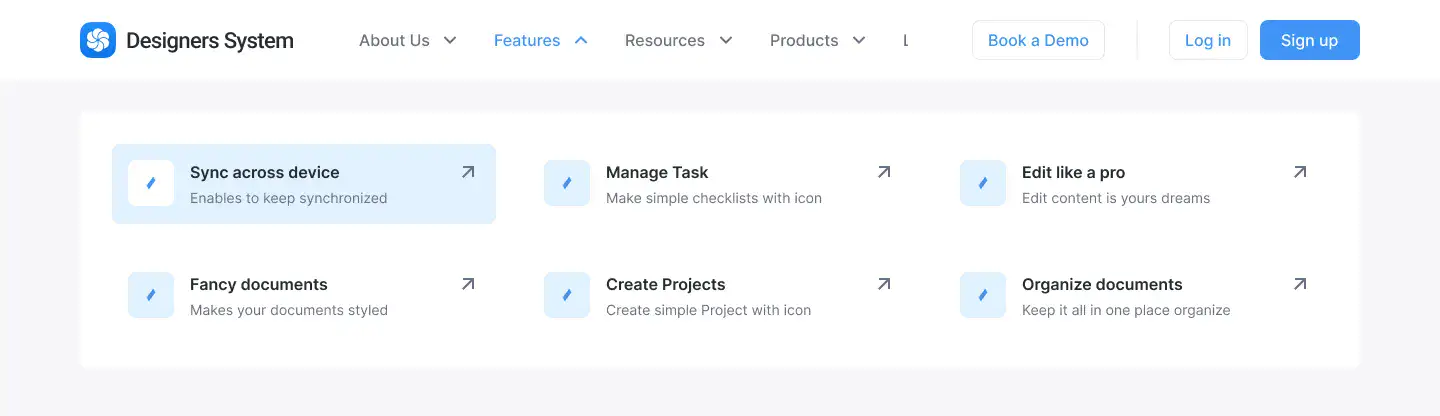 Designers System
About Us
Features
Resources
Products
Book a Demo
Log in
Sign up
Sync across device
Enables to keep synchronized
Manage Task
Make simple checklists with icon
Edit like a pro
Edit content is yours dreams
Fancy documents
Makes your documents styled
Create Projects
Create simple Project with icon
Organize documents
Keep it all in one place organize